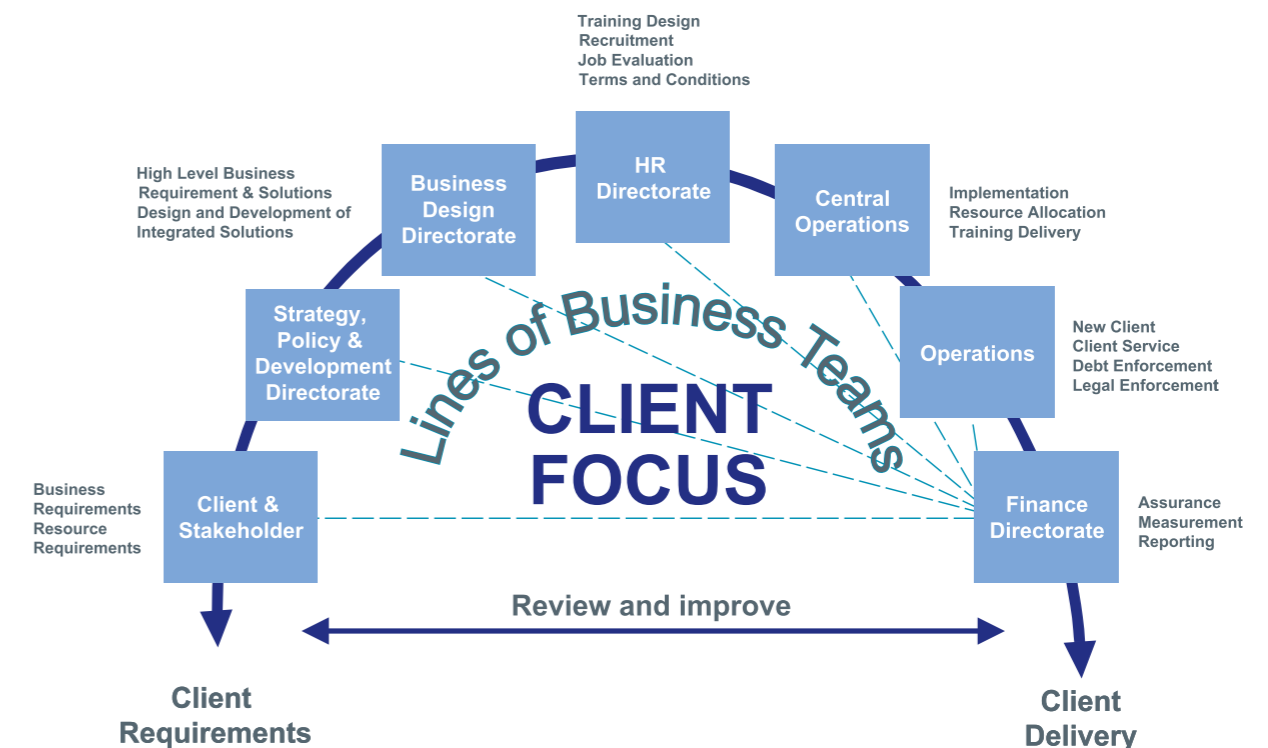 Training Design
Recruitment
Job Evaluation
Terms and Conditions
HR
Directorate
High Level Business
Requirement & Solutions
Design and Development of
Integrated Solutions
Business
Design
Directorate
Central
Operations
Implementation
Resource Allocation
Training Delivery
Strategy,
Policy &
Development
Directorate
Lines of Business Teams
Operations
New Client
Client Service
Debt Enforcement
Legal Enforcement
CLIENT
FOCUS
Business
Requirements
Resource
Requirements
Client &
Stakeholder
Finance
Directorate
Assurance
Measurement
Reporting
Review and improve
Client
Requirements
Client
Delivery